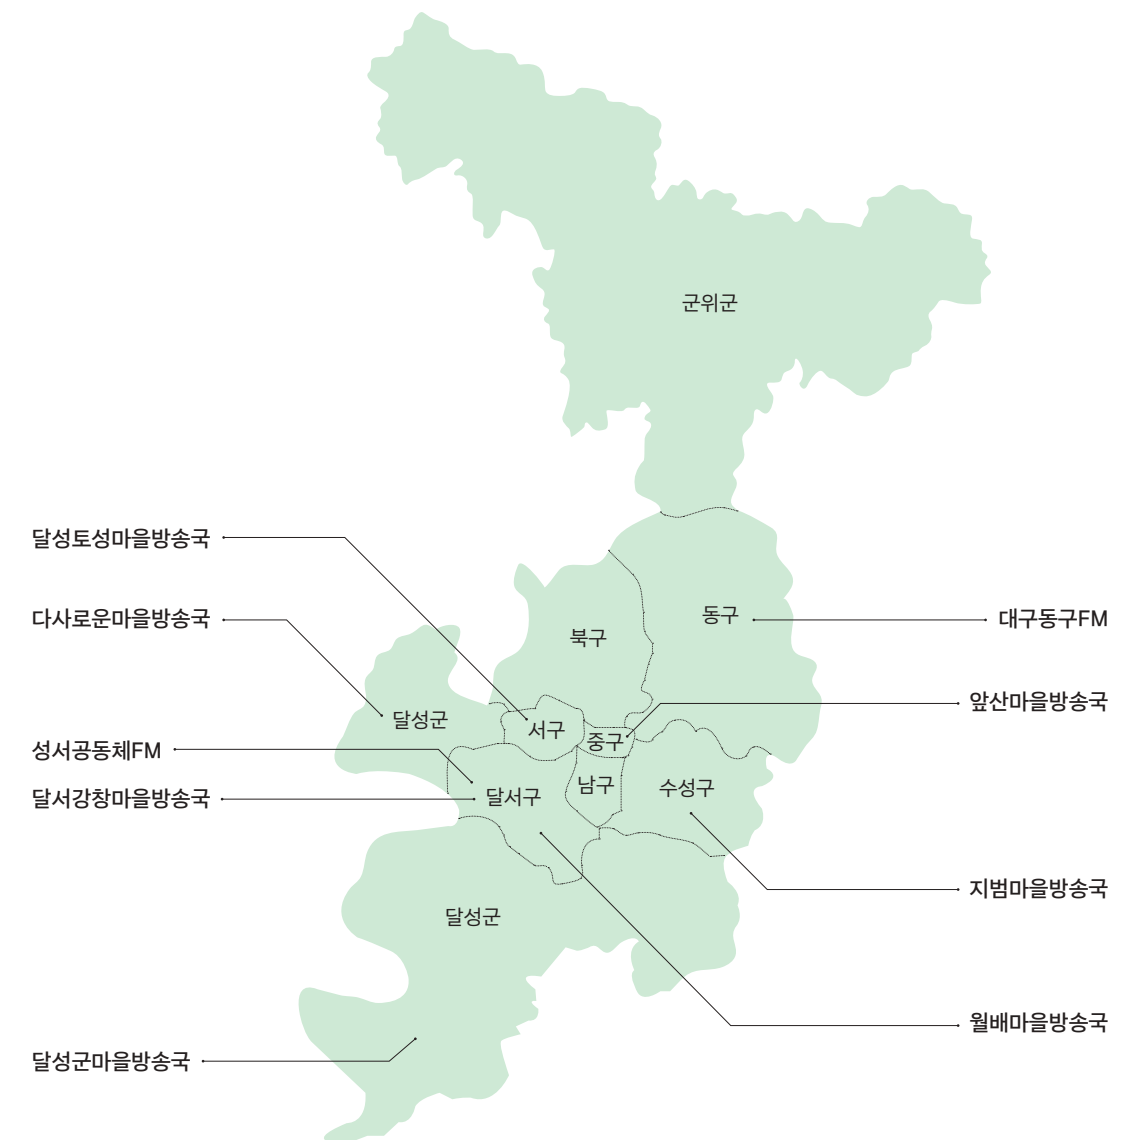 군위군
달성토성마을방송국
다사로운마을방송국
동구
대구동구FM
북구
앞산마을방송국
달성군
서구
중구
성서공동체FM
남구
수성구
달서강창마을방송국
달서구
지범마을방송국
달성군
월배마을방송국
달성군마을방송국